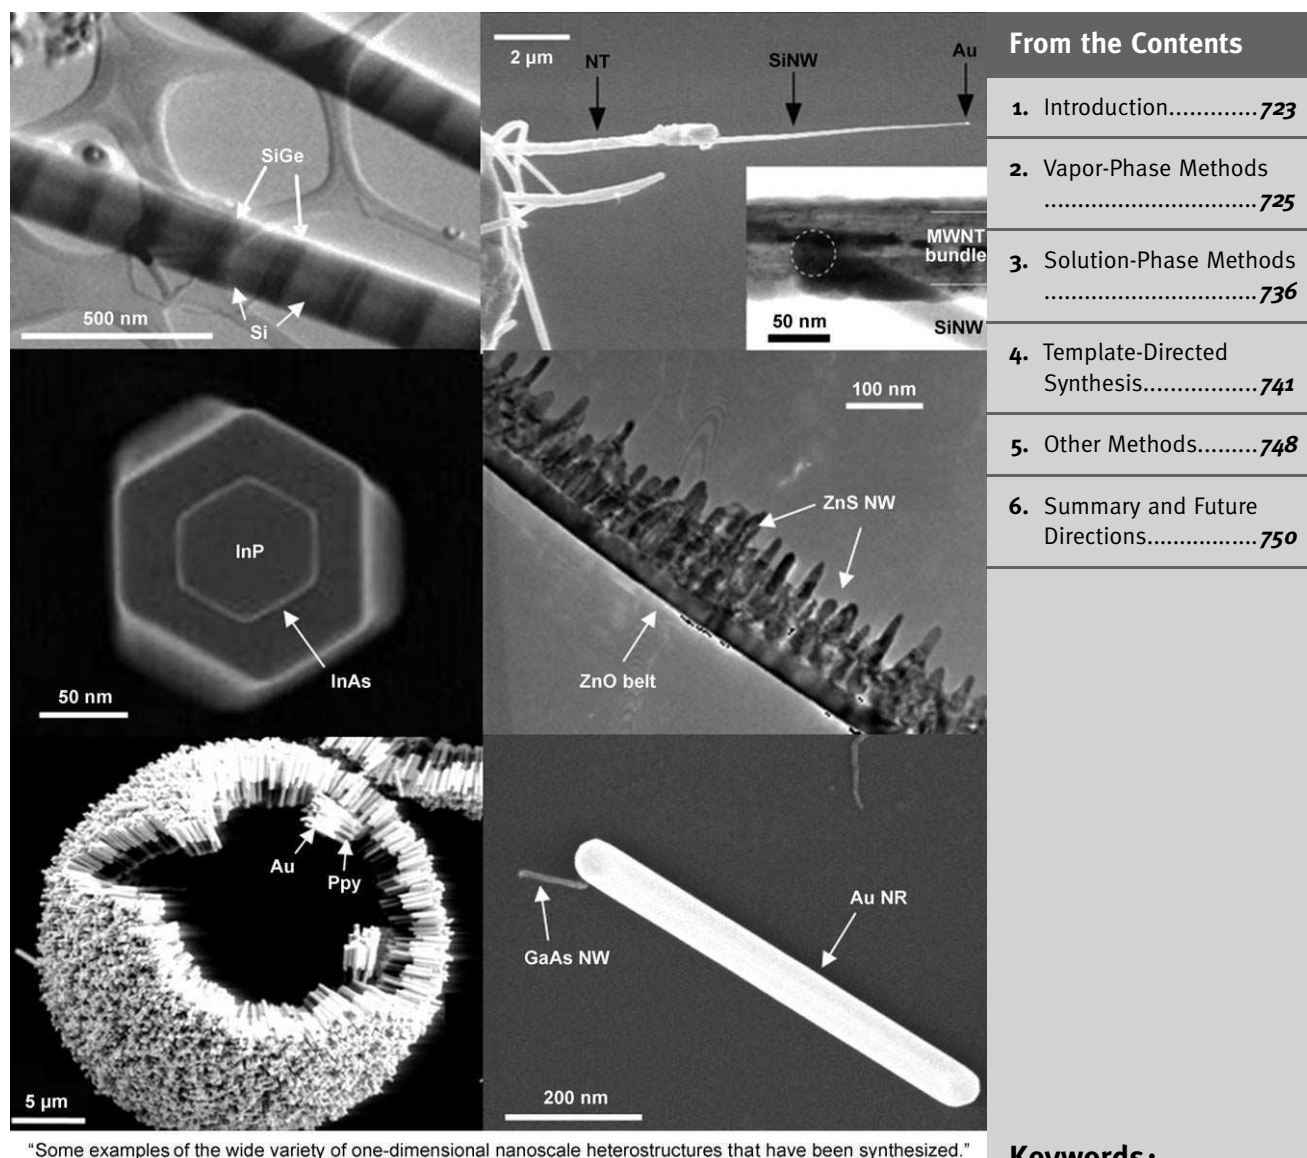 SiGe
500 nm
Si
2 µm
NT
SiNW
Au
MWNT
bundle
50 nm
SiNW
InP
InAs
50 nm
100 nm
ZnS NW
ZnO belt
Au
Ppy
5 µm
Au NR
GaAs NW
200 nm
“Some examples of the wide variety of one-dimensional nanoscale heterostructures that have been synthesized.”
From the Contents
1. Introduction.............723
2. Vapor-Phase Methods
................................725
3. Solution-Phase Methods
................................736
4. Template-Directed
Synthesis.................741
5. Other Methods.........748
6. Summary and Future
Directions.................750
Keywords: